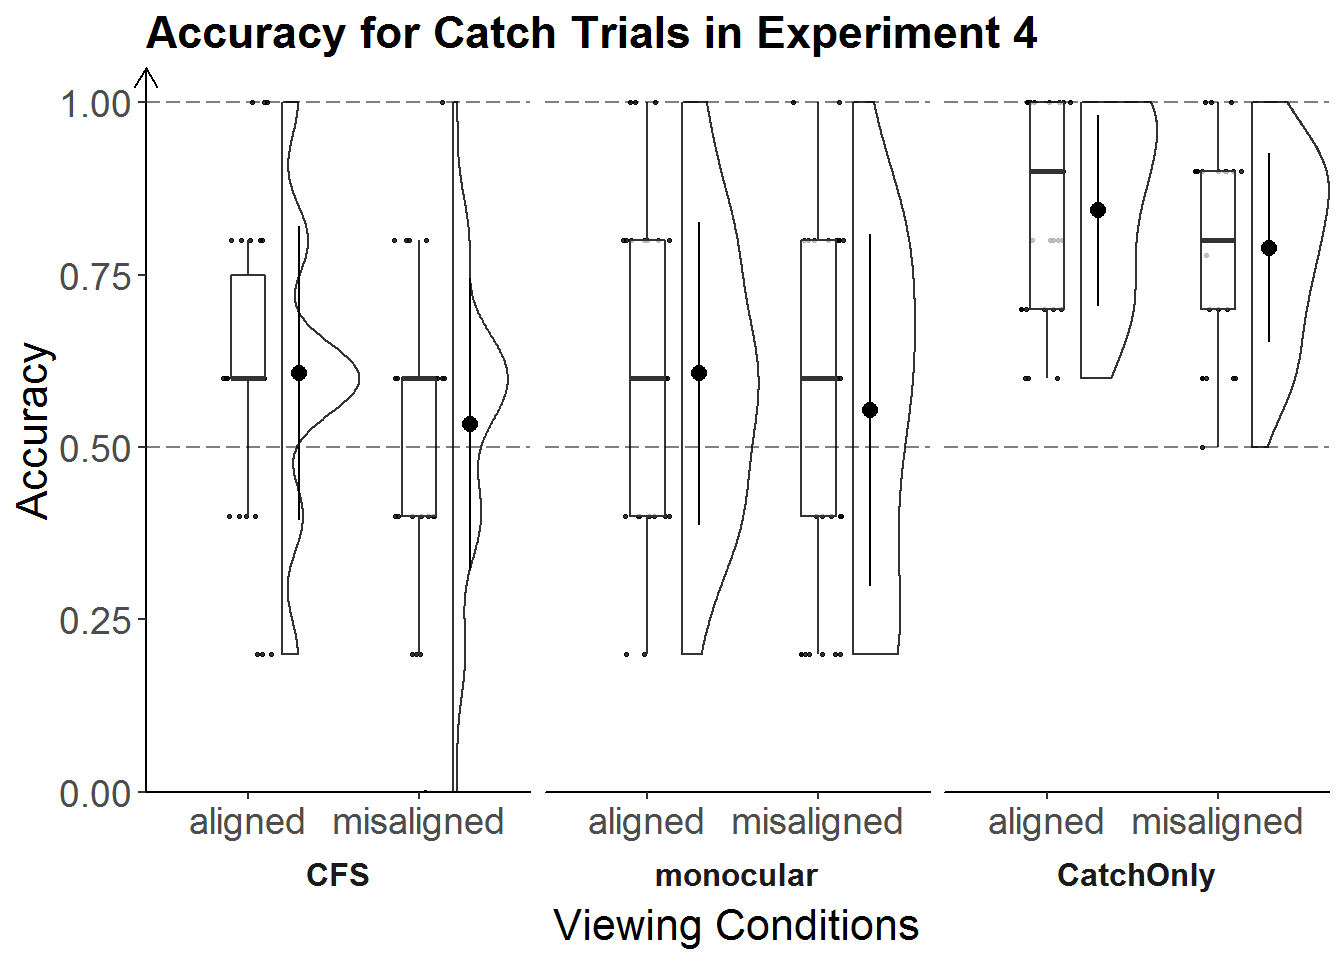 Accuracy for Catch Trials in Experiment 4
Accuracy
1.00
0.75
0.50
0.25
0.00
aligned misaligned aligned misaligned aligned misaligned
CFS monocular CatchOnly
Viewing Conditions